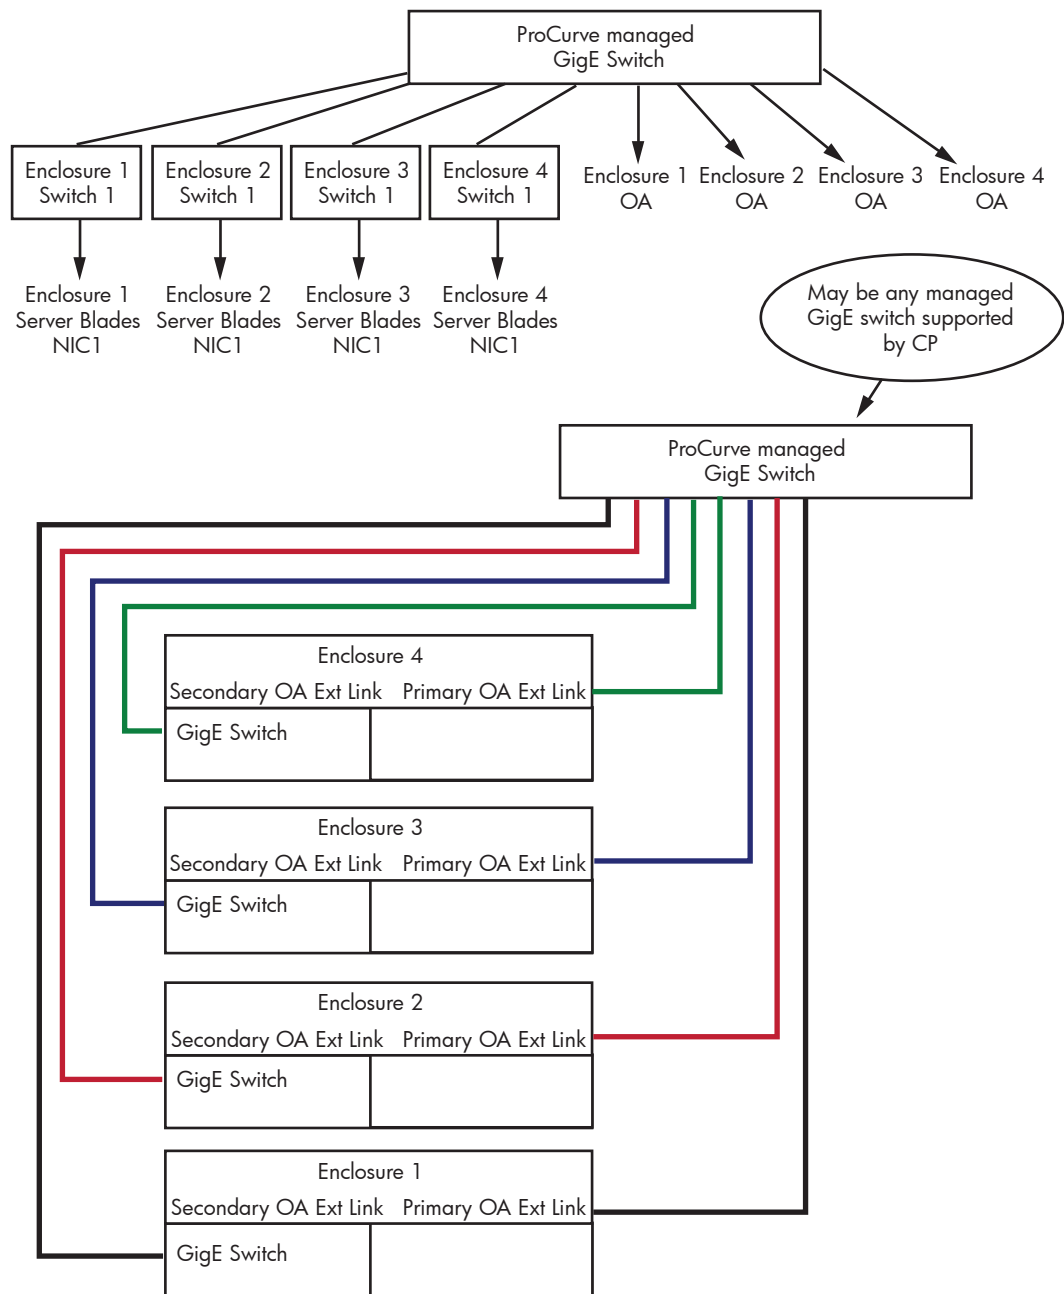 ProCurve managed
GigE Switch
Enclosure 1
Switch 1
Enclosure 2
Switch 1
Enclosure 3
Switch 1
Enclosure 4
Switch 1
Enclosure 1
OA
Enclosure 2
OA
Enclosure 3
OA
Enclosure 4
OA
Enclosure 1
Server Blades
NIC1
Enclosure 2
Server Blades
NIC1
Enclosure 3
Server Blades
NIC1
Enclosure 4
Server Blades
NIC1
May be any managed
GigE switch supported
by CP
ProCurve managed
GigE Switch
Enclosure 4
Secondary OA Ext Link Primary OA Ext Link
GigE Switch
Enclosure 3
Secondary OA Ext Link Primary OA Ext Link
GigE Switch
Enclosure 2
Secondary OA Ext Link Primary OA Ext Link
GigE Switch
Enclosure 1
Secondary OA Ext Link Primary OA Ext Link
GigE Switch